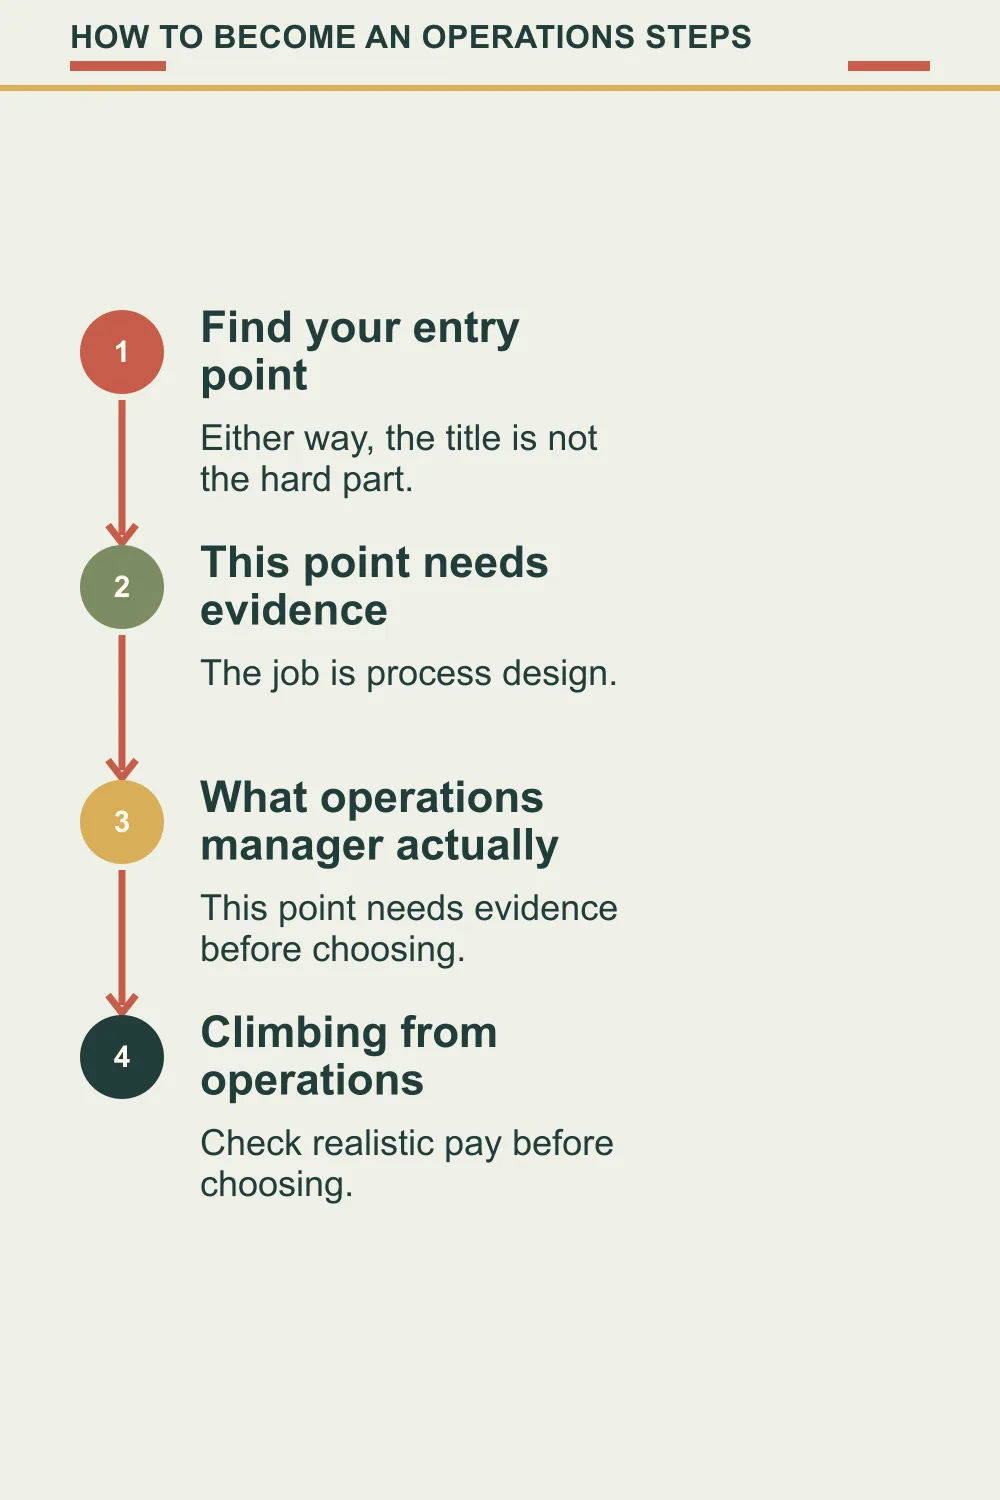 HOW TO BECOME AN OPERATIONS STEPS
1
Find your entry
point
Either way, the title is not
the hard part.
2
This point needs
evidence
The job is process design.
3
What operations
manager actually
This point needs evidence
before choosing.
4
Climbing from
operations
Check realistic pay before
choosing.